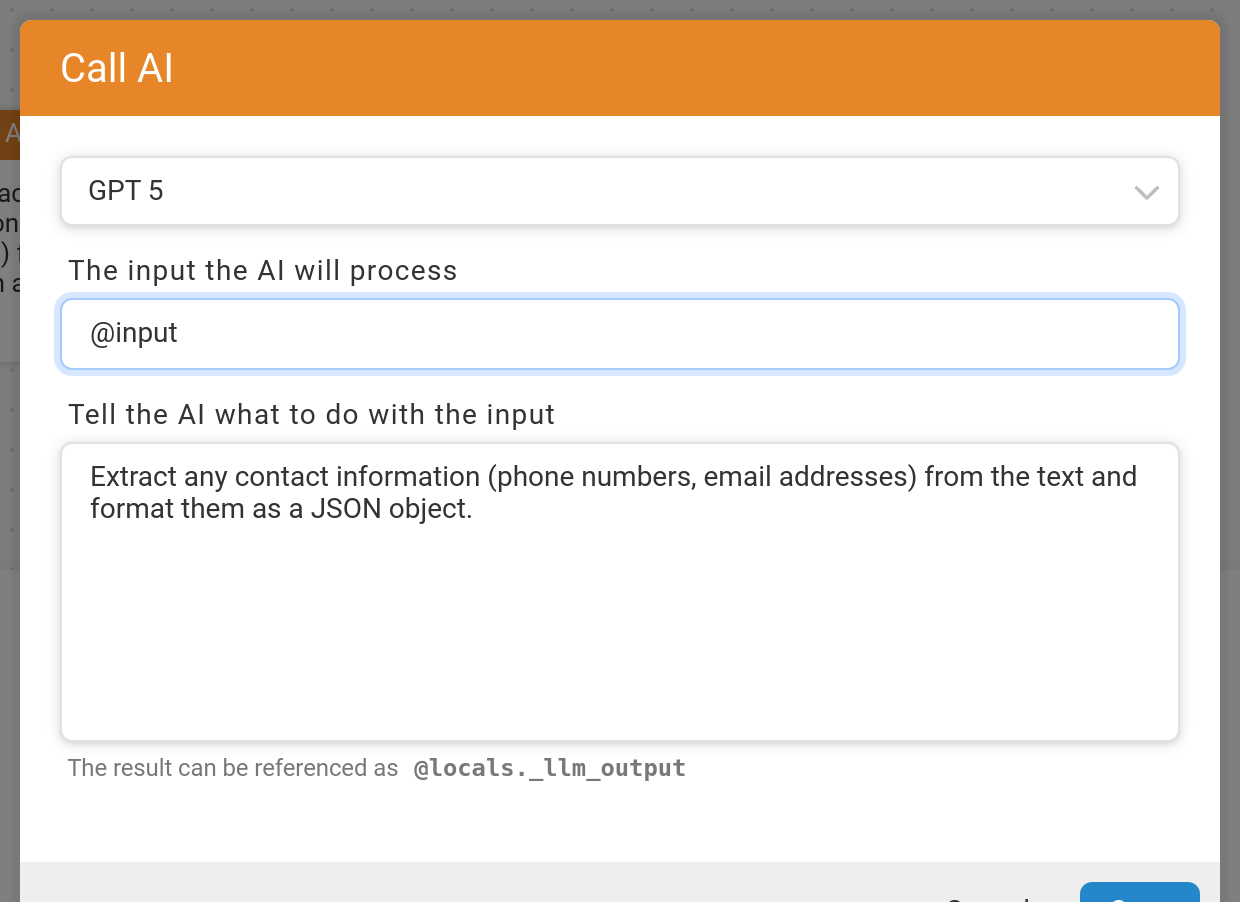 Call AI
GPT 5
The input the AI will process
@input
Tell the AI what to do with the input
Extract any contact information (phone numbers, email addresses) from the text and
format them as a JSON object.
The result can be referenced as @locals._llm_output